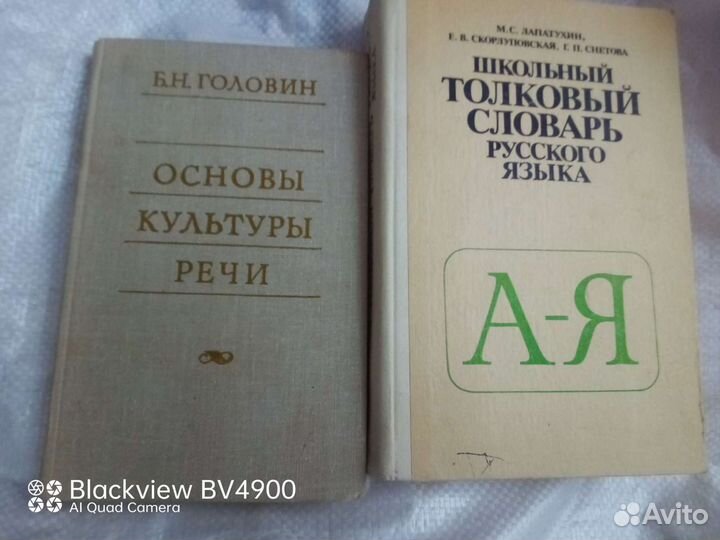 Б.Н. ГОЛОВИН
ОСНОВЫ
КУЛЬТУРЫ
РЕЧИ
М. С. ЛАПАТУХИН,
Е. В. СКОРЛУПОВСКАЯ, Г. П. СНЕТОВА
ШКОЛЬНЫЙ
ТОЛКОВЫЙ
СЛОВАРЬ
РУССКОГО
ЯЗЫКА
А-Я
Blackview BV4900
AI Quad Camera
Avito